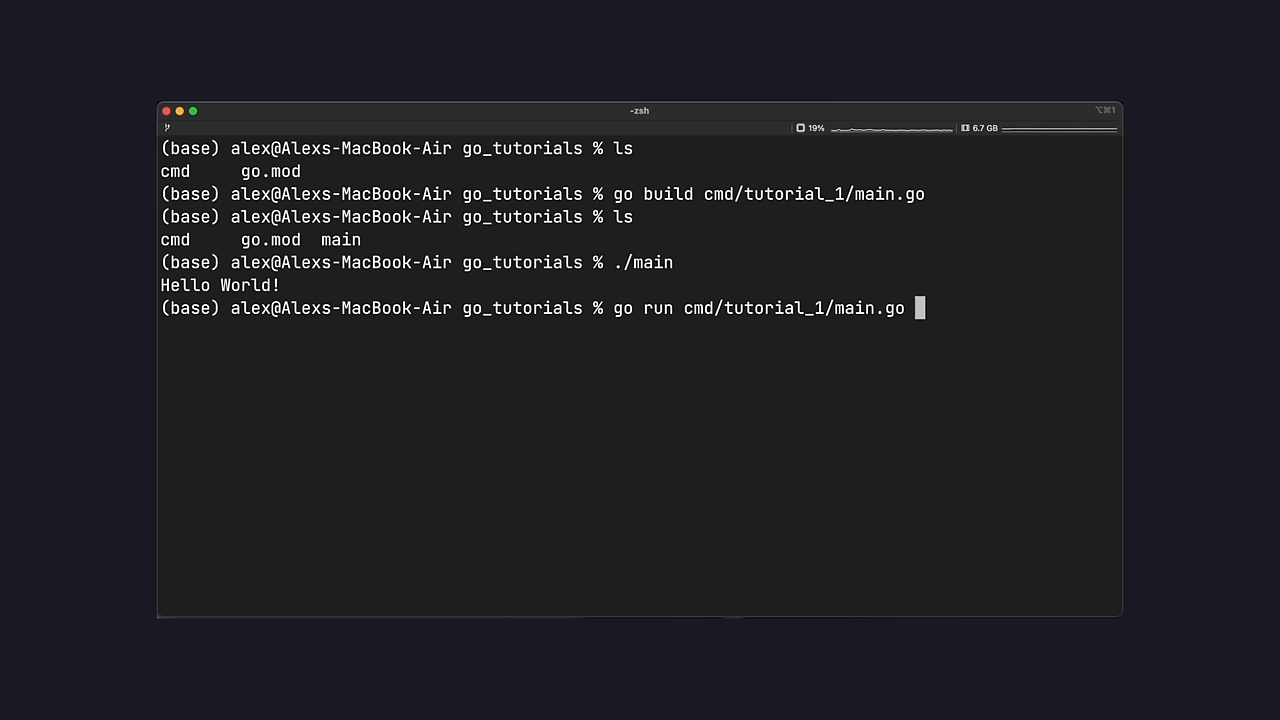 -zsh
⌥⌘1
19%
6.7 GB
(base) alex@Alexs-MacBook-Air go_tutorials % ls
cmd     go.mod
(base) alex@Alexs-MacBook-Air go_tutorials % go build cmd/tutorial_1/main.go
(base) alex@Alexs-MacBook-Air go_tutorials % ls
cmd     go.mod  main
(base) alex@Alexs-MacBook-Air go_tutorials % ./main
Hello World!
(base) alex@Alexs-MacBook-Air go_tutorials % go run cmd/tutorial_1/main.go